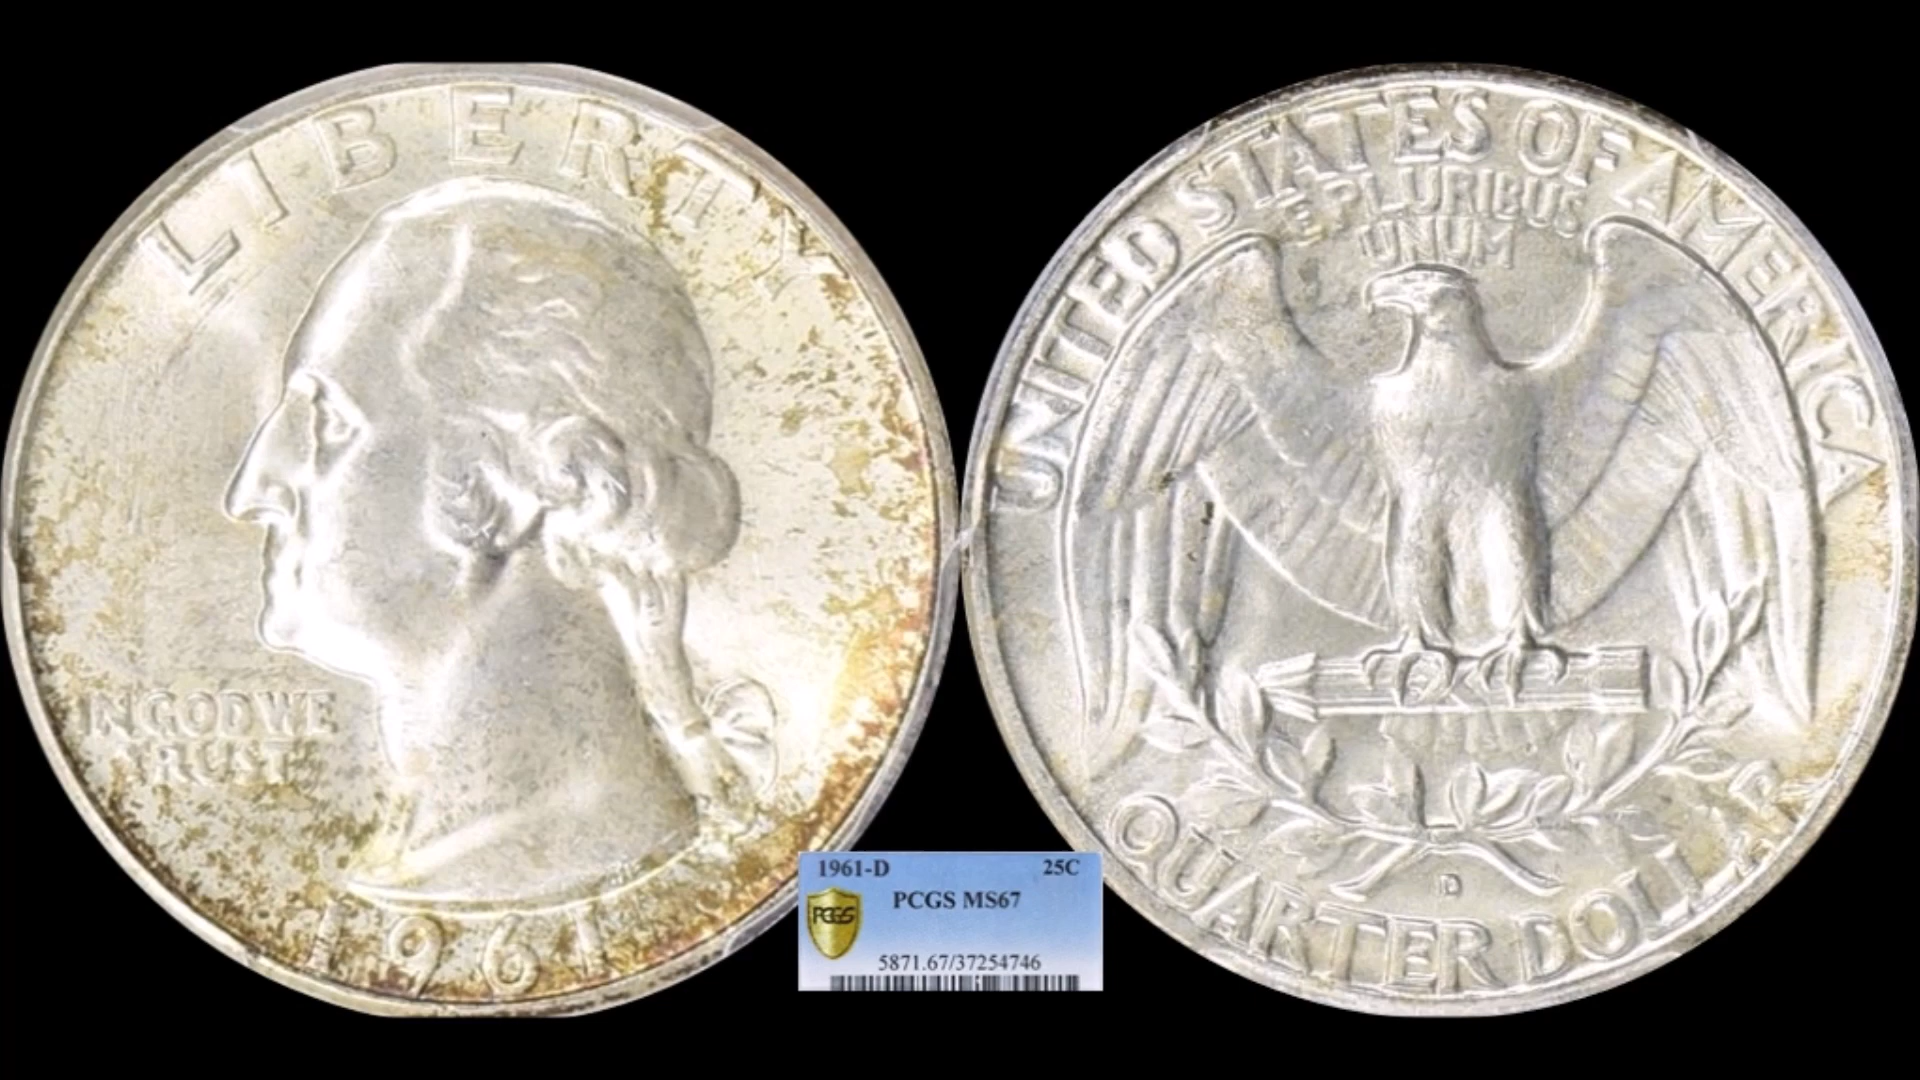 LIBERTY
IN GOD WE
TRUST
1961
UNITED STATES OF AMERICA
E PLURIBUS
UNUM
D
QUARTER DOLLAR
1961-D 25C
PCGS MS67
PCGS
5871.67/37254746